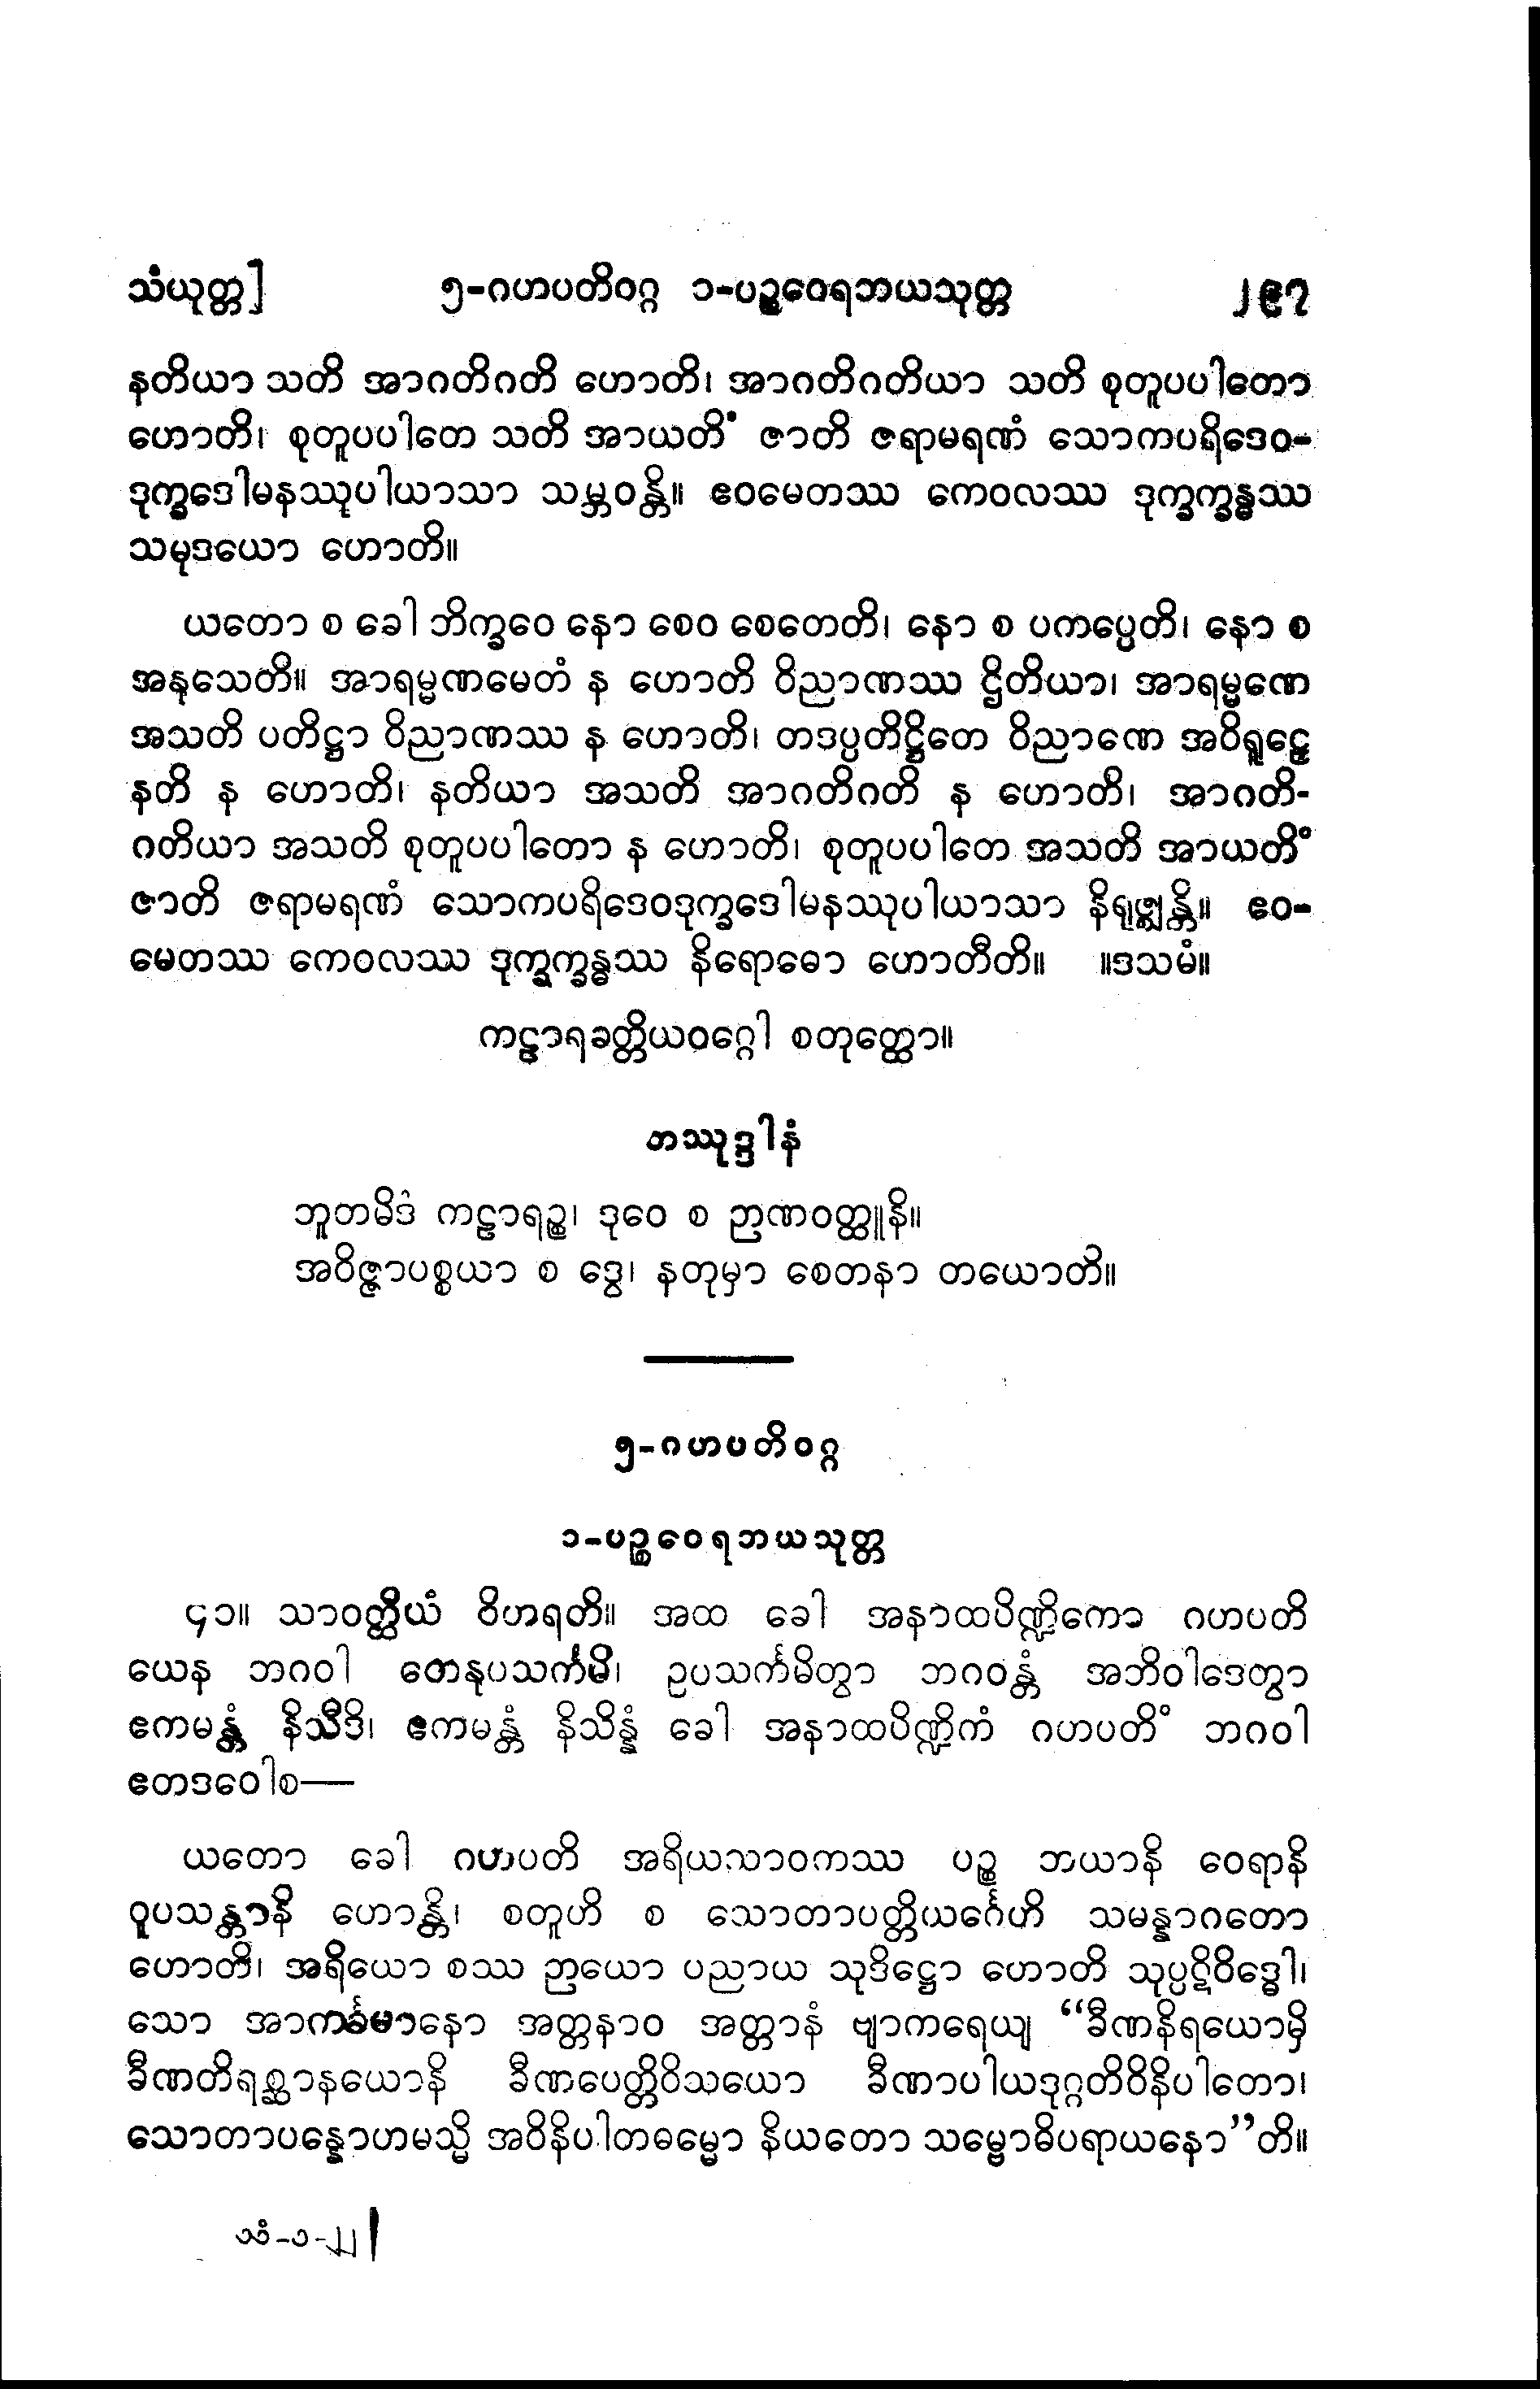 သံယုတ္တ] ၅-ဂဟပတိဝဂ္ဂ ၁-ပဉ္စဝေရဘယသုတ္တ ၂၉၇
နတိယာ သတိ အာဂတိဂတိ ဟောတိ၊ အာဂတိဂတိယာ သတိ စုတူပပါတော
ဟောတိ၊ စုတူပပါတေ သတိ အာယတိံ ဇာတိ ဇရာမရဏံ သောကပရိဒေဝ-
ဒုက္ခဒေါမနဿုပါယာသာ သမ္ဘဝန္တိ။ ဧဝမေတဿ ကေဝလဿ ဒုက္ခက္ခန္ဓဿ
သမုဒယော ဟောတိ။
ယတော စ ခေါ ဘိက္ခဝေ နော စေဝ စေတေတိ၊ နော စ ပကပ္ပေတိ၊ နော စ
အနုသေတိ။ အာရမ္မဏမေတံ န ဟောတိ ဝိညာဏဿ ဌိတိယာ၊ အာရမ္မဏေ
အသတိ ပတိဋ္ဌာ ဝိညာဏဿ န ဟောတိ၊ တဒပ္ပတိဋ္ဌိတေ ဝိညာဏေ အဝိရူဠှေ
နတိ န ဟောတိ၊ နတိယာ အသတိ အာဂတိဂတိ န ဟောတိ၊ အာဂတိ-
ဂတိယာ အသတိ စုတူပပါတော န ဟောတိ၊ စုတူပပါတေ အသတိ အာယတိံ
ဇာတိ ဇရာမရဏံ သောကပရိဒေဝဒုက္ခဒေါမနဿုပါယာသာ နိရုဇ္ဈန္တိ။ ဧဝ-
မေတဿ ကေဝလဿ ဒုက္ခက္ခန္ဓဿ နိရောဓော ဟောတီတိ။ ။ဒသမံ။
ကဠာရခတ္တိယဝဂ္ဂေါ စတုတ္ထော။
တဿုဒ္ဒါနံ
ဘူတမိဒံ ကဠာရဉ္စ၊ ဒုဝေ စ ဉာဏဝတ္ထူနိ။
အဝိဇ္ဇာပစ္စယာ စ ဒွေ၊ နတုမှာ စေတနာ တယောတိ။
၅-ဂဟပတိဝဂ္ဂ
၁-ပဉ္စဝေရဘယသုတ္တ
၄၁။ သာဝတ္ထိယံ ဝိဟရတိ။ အထ ခေါ အနာထပိဏ္ဍိကော ဂဟပတိ
ယေန ဘဂဝါ တေနုပသင်္ကမိ၊ ဥပသင်္ကမိတွာ ဘဂဝန္တံ အဘိဝါဒေတွာ
ဧကမန္တံ နိသီဒိ၊ ဧကမန္တံ နိသိန္နံ ခေါ အနာထပိဏ္ဍိကံ ဂဟပတိံ ဘဂဝါ
ဧတဒဝေါစ—
ယတော ခေါ ဂဟပတိ အရိယသာဝကဿ ပဉ္စ ဘယာနိ ဝေရာနိ
ဝူပသန္တာနိ ဟောန္တိ၊ စတူဟိ စ သောတာပတ္တိယင်္ဂေဟိ သမန္နာဂတော
ဟောတိ၊ အရိယော စဿ ဉာယော ပညာယ သုဒိဋ္ဌော ဟောတိ သုပ္ပဋိဝိဒ္ဓေါ၊
သော အာကင်္ခမာနော အတ္တနာဝ အတ္တာနံ ဗျာကရေယျ “ခီဏနိရယောမှိ
ခီဏတိရစ္ဆာနယောနိ ခီဏပေတ္တိဝိသယော ခီဏာပါယဒုဂ္ဂတိဝိနိပါတော၊
သောတာပန္နောဟမသ္မိ အဝိနိပါတဓမ္မော နိယတော သမ္ဗောဓိပရာယနော”တိ။
သံ-၁-၂၂